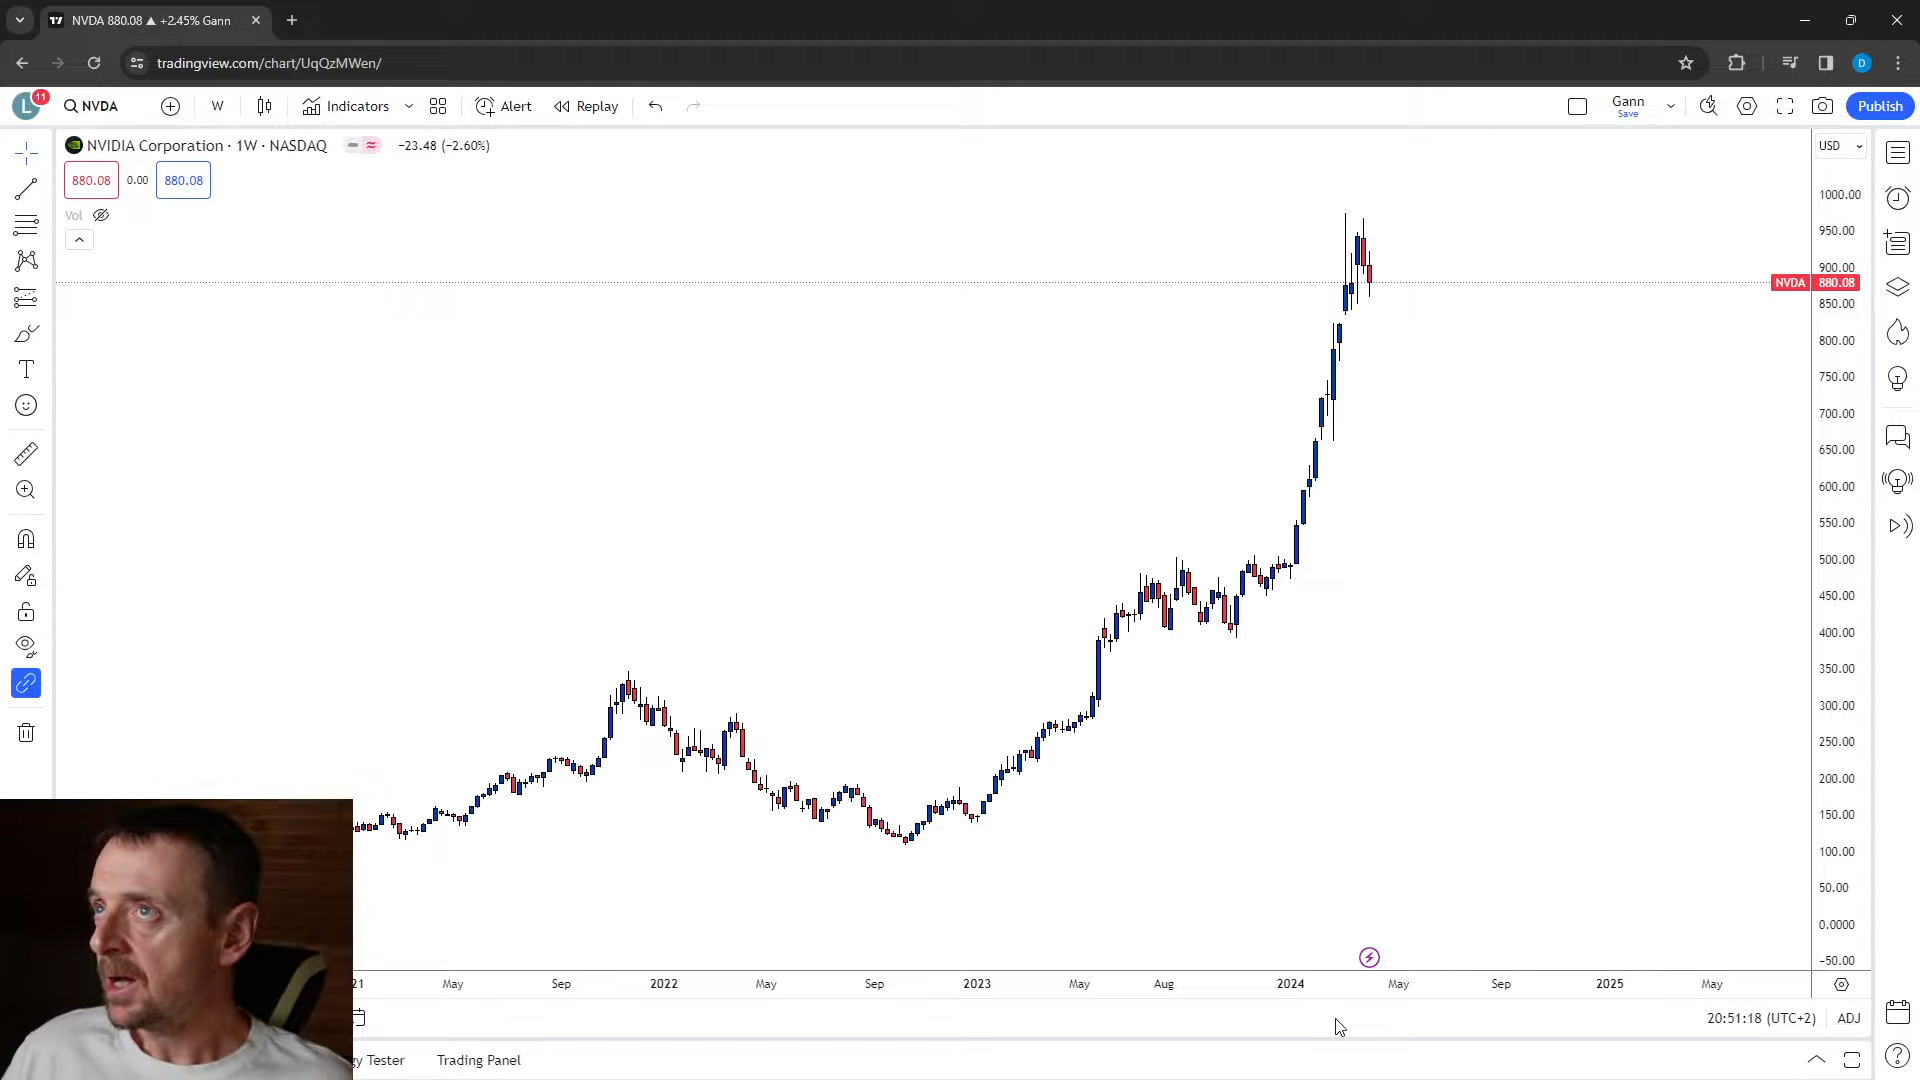 NVDA 880.08 ▲ +2.45% Gann
tradingview.com/chart/UqQzMWen/
D
L
11
NVDA
W
Indicators
Alert
Replay
Gann
Save
Publish
NVIDIA Corporation · 1W · NASDAQ
−23.48 (−2.60%)
USD
880.08
0.00
880.08
Vol
1000.00
950.00
900.00
NVDA 880.08
850.00
800.00
750.00
700.00
650.00
600.00
550.00
500.00
450.00
400.00
350.00
300.00
250.00
200.00
150.00
100.00
50.00
0.0000
−50.00
21
May
Sep
2022
May
Sep
2023
May
Aug
2024
May
Sep
2025
May
20:51:18 (UTC+2)
ADJ
gy Tester
Trading Panel